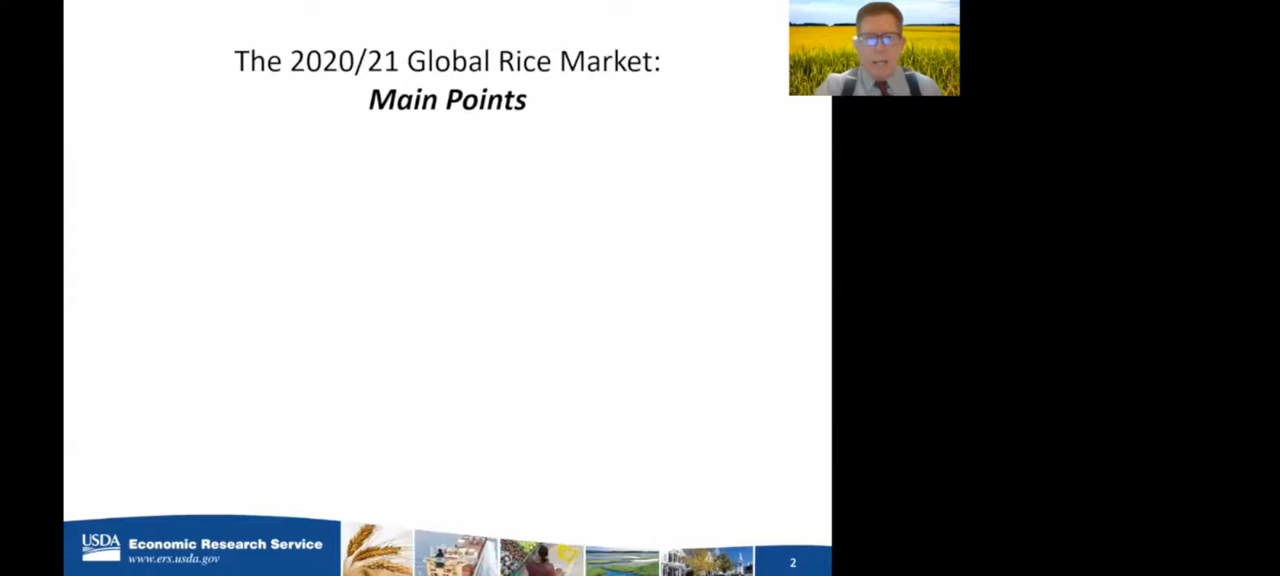 The 2020/21 Global Rice Market:
Main Points
USDA
Economic Research Service
www.ers.usda.gov
2